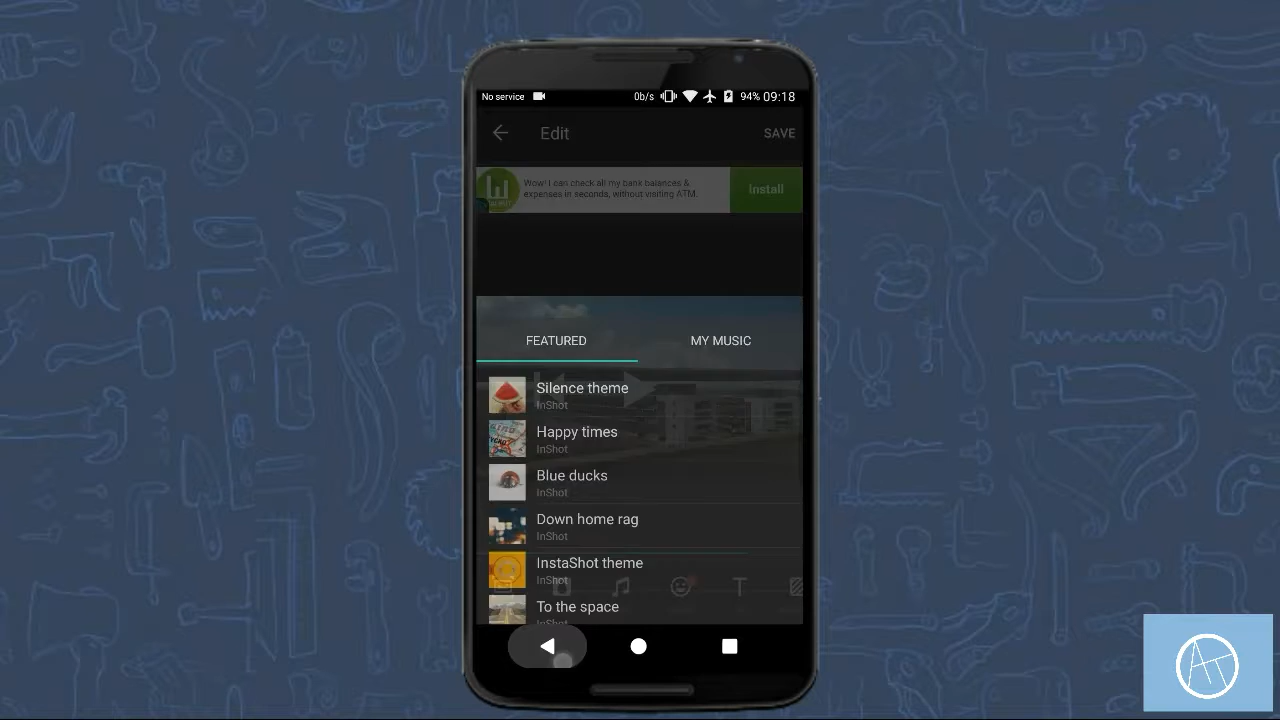 No service
0b/s
94% 09:18
Edit
SAVE
Wow! I can check all my bank balances &
expenses in seconds, without visiting ATM.
Install
FEATURED
MY MUSIC
Silence theme
InShot
Happy times
InShot
Blue ducks
InShot
Down home rag
InShot
InstaShot theme
InShot
To the space
InShot
T